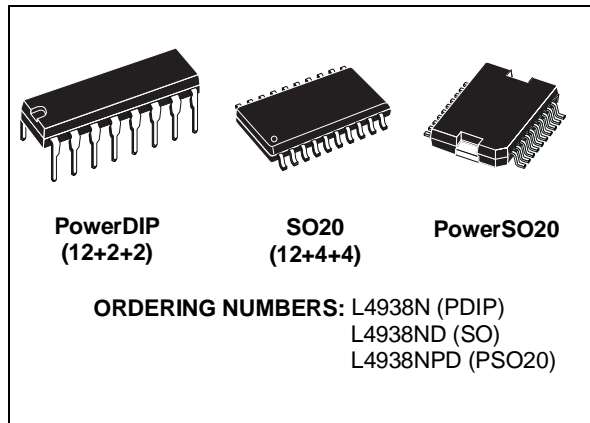 PowerDIP
(12+2+2)
SO20
(12+4+4)
PowerSO20
ORDERING NUMBERS: L4938N (PDIP)
L4938ND (SO)
L4938NPD (PSO20)